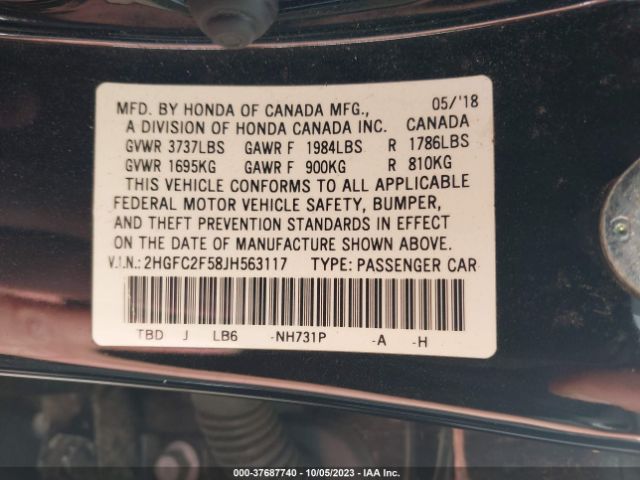 MFD. BY HONDA OF CANADA MFG., 05/'18
A DIVISION OF HONDA CANADA INC. CANADA
GVWR 3737LBS GAWR F 1984LBS R 1786LBS
GVWR 1695KG GAWR F 900KG R 810KG
THIS VEHICLE CONFORMS TO ALL APPLICABLE
FEDERAL MOTOR VEHICLE SAFETY, BUMPER,
AND THEFT PREVENTION STANDARDS IN EFFECT
ON THE DATE OF MANUFACTURE SHOWN ABOVE.
V.I.N.: 2HGFC2F58JH563117 TYPE: PASSENGER CAR
TBD J LB6 -NH731P -A -H
000-37687740 - 10/05/2023 - IAA Inc.